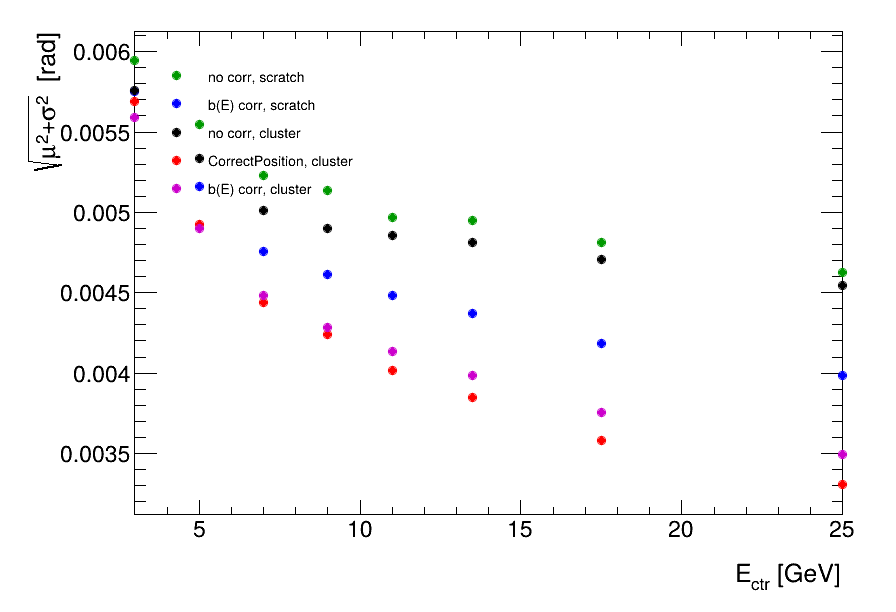 √μ²+σ² [rad]
0.006
0.0055
0.005
0.0045
0.004
0.0035
no corr, scratch
b(E) corr, scratch
no corr, cluster
CorrectPosition, cluster
b(E) corr, cluster
5 10 15 20 25
E_ctr [GeV]